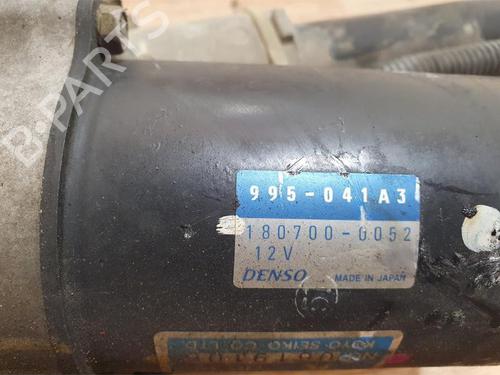 B-PARTS
995-041A3
180700-0052
12V
DENSO MADE IN JAPAN
KOYO SEIKO CO., LTD.